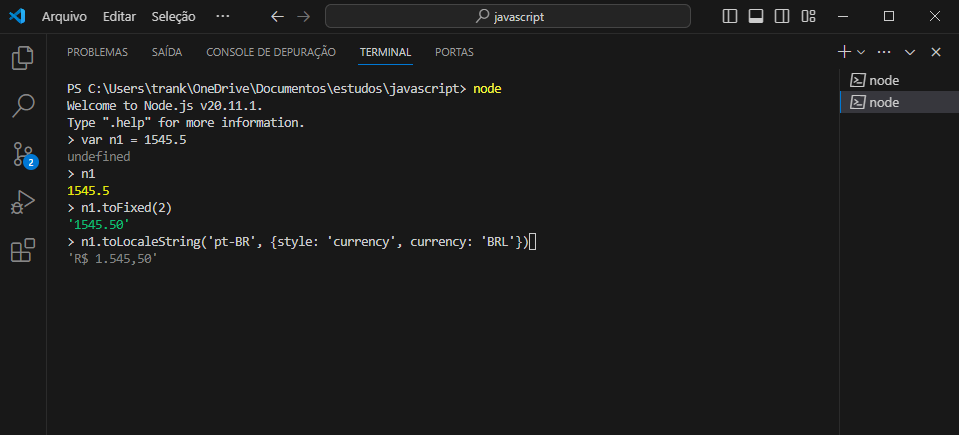 Arquivo Editar Seleção ··· javascript
PROBLEMAS SAÍDA CONSOLE DE DEPURAÇÃO TERMINAL PORTAS
PS C:\Users\trank\OneDrive\Documentos\estudos\javascript> node
Welcome to Node.js v20.11.1.
Type ".help" for more information.
> var n1 = 1545.5
undefined
> n1
1545.5
> n1.toFixed(2)
'1545.50'
> n1.toLocaleString('pt-BR', {style: 'currency', currency: 'BRL'})
'R$ 1.545,50'
node
node
2